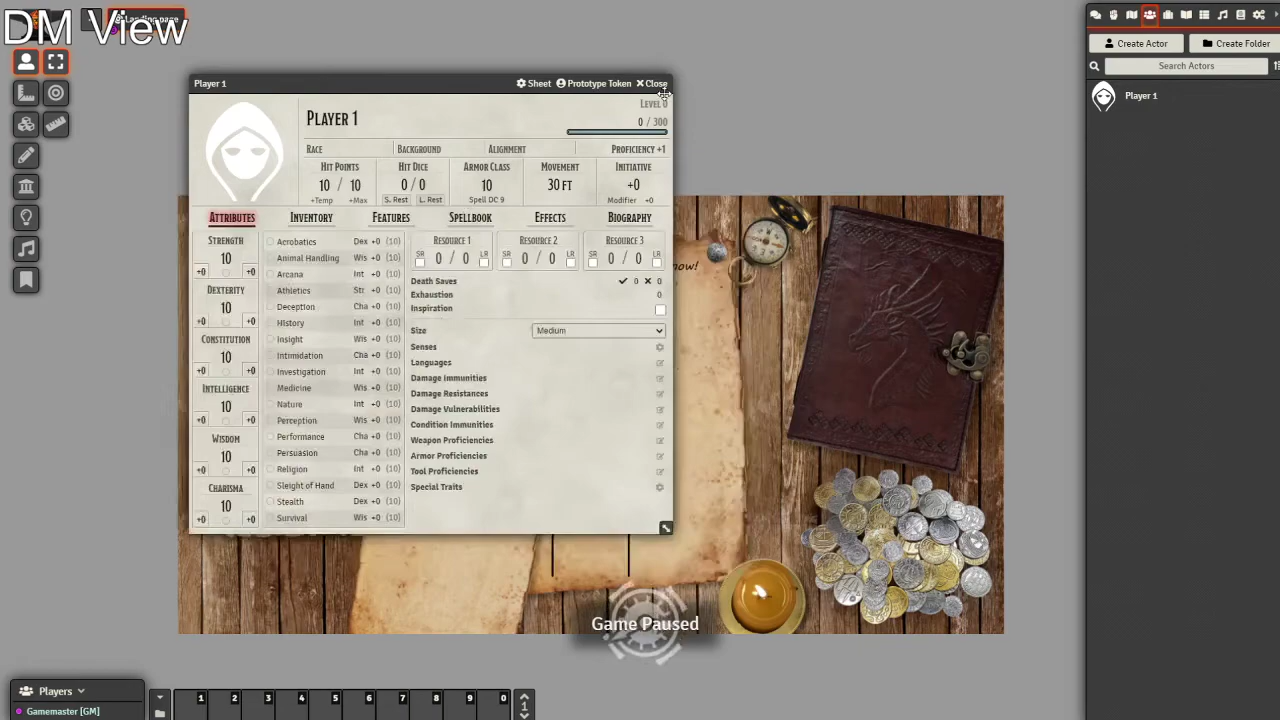 DM View
Landing page
Create Actor
Create Folder
Search Actors
Player 1
Player 1
Sheet
Prototype Token
Close
Player 1
Level 0
0 / 300
Race
Background
Alignment
Proficiency +1
Hit Points
10 / 10
+Temp +Max
Hit Dice
0 / 0
S. Rest L. Rest
Armor Class
10
Spell DC 9
Movement
30 FT
Initiative
+0
Modifier +0
Attributes
Inventory
Features
Spellbook
Effects
Biography
Strength
10
+0 +0
Dexterity
10
+0 +0
Constitution
10
+0 +0
Intelligence
10
+0 +0
Wisdom
10
+0 +0
Charisma
10
+0 +0
Acrobatics Dex +0 (10)
Animal Handling Wis +0 (10)
Arcana Int +0 (10)
Athletics Str +0 (10)
Deception Cha +0 (10)
History Int +0 (10)
Insight Wis +0 (10)
Intimidation Cha +0 (10)
Investigation Int +0 (10)
Medicine Wis +0 (10)
Nature Int +0 (10)
Perception Wis +0 (10)
Performance Cha +0 (10)
Persuasion Cha +0 (10)
Religion Int +0 (10)
Sleight of Hand Dex +0 (10)
Stealth Dex +0 (10)
Survival Wis +0 (10)
Resource 1
SR 0 / 0 LR
Resource 2
SR 0 / 0 LR
Resource 3
SR 0 / 0 LR
Death Saves 0 0
Exhaustion 0
Inspiration
Size Medium
Senses
Languages
Damage Immunities
Damage Resistances
Damage Vulnerabilities
Condition Immunities
Weapon Proficiencies
Armor Proficiencies
Tool Proficiencies
Special Traits
now!
Game Paused
Players
Gamemaster [GM]
1 2 3 4 5 6 7 8 9 0
1